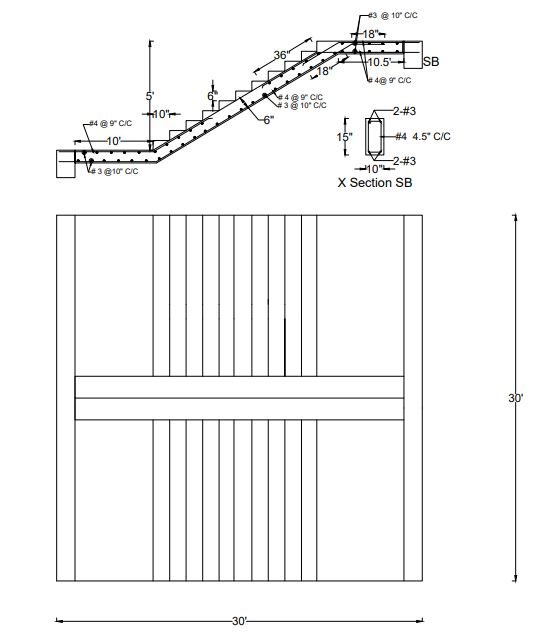 #3 @ 10" C/C
18"
36"
SB
10.5'
18"
# 4@ 9" C/C
5'
6"
# 4 @ 9" C/C
# 3 @ 10" C/C
10"
6"
2-#3
#4 @ 9" C/C
15"
#4 4.5" C/C
10'
2-#3
# 3 @10" C/C
10"
X Section SB
30'
30'